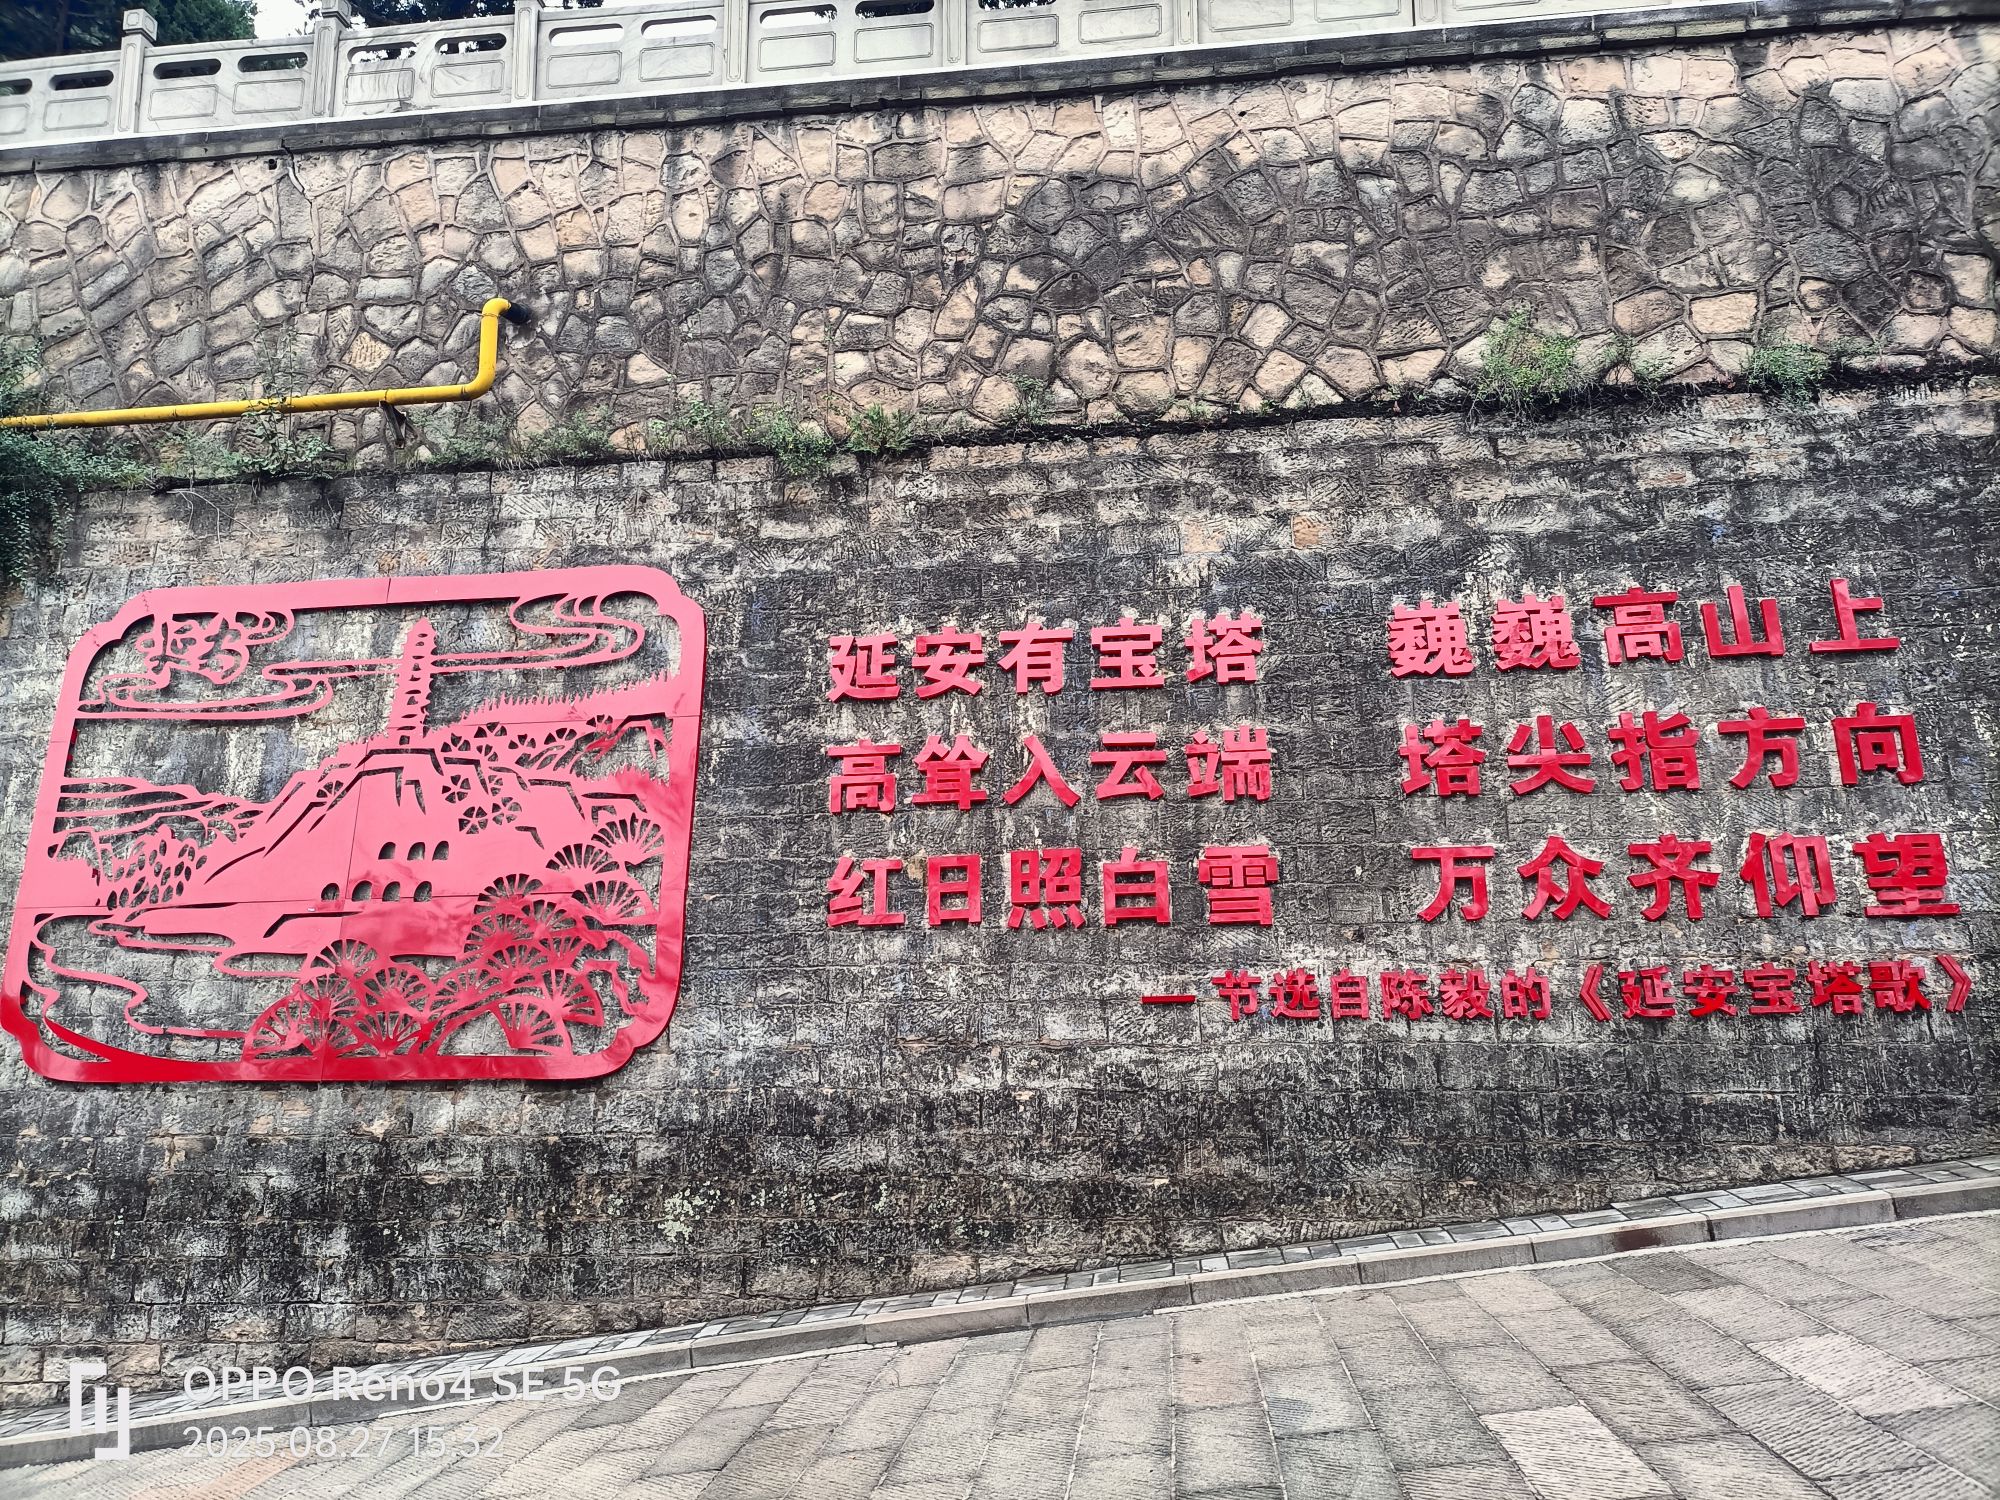 延安有宝塔 巍巍高山上
高耸入云端 塔尖指方向
红日照白雪 万众齐仰望
—节选自陈毅的《延安宝塔歌》
OPPO Reno4 SE 5G
2025.08.27 15:32